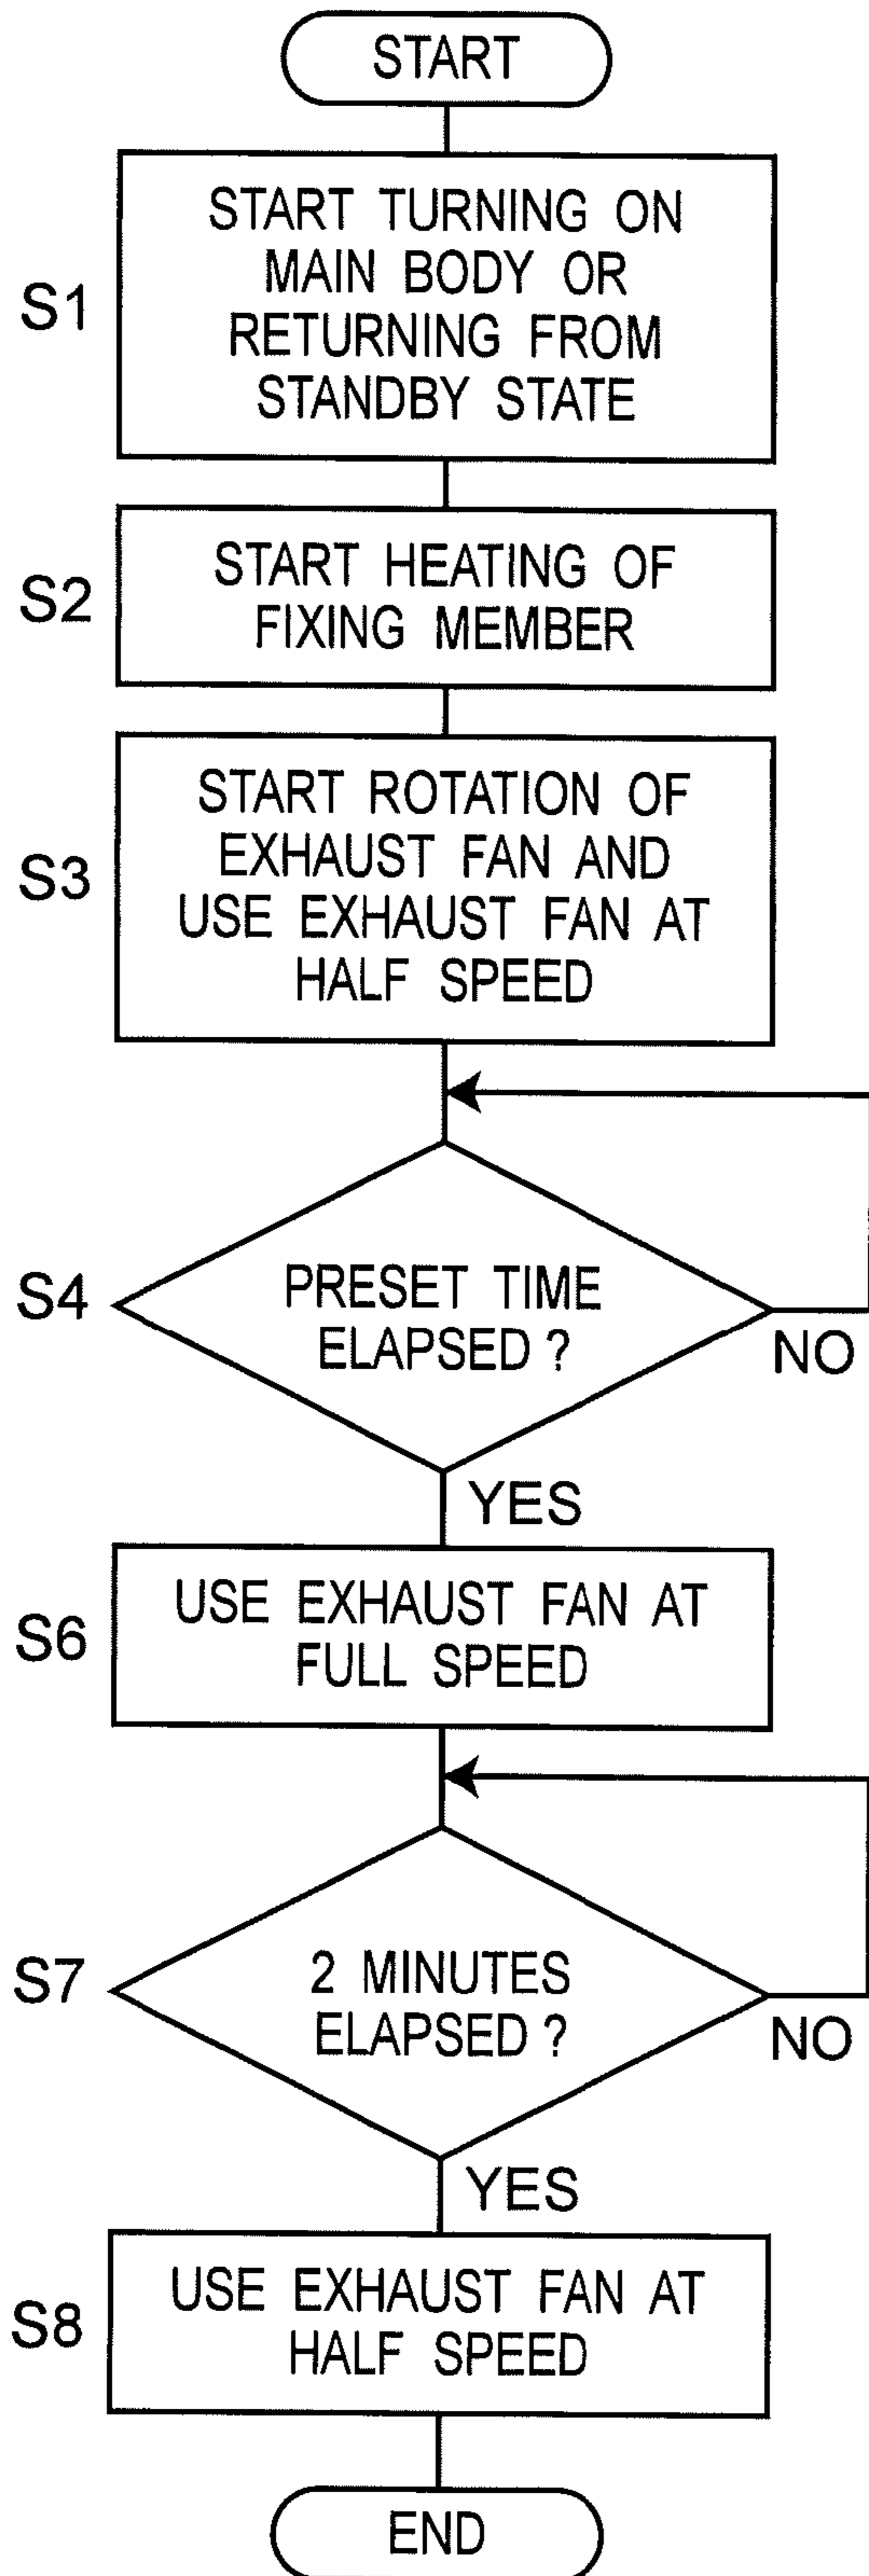 START
S1
START TURNING ON
MAIN BODY OR
RETURNING FROM
STANDBY STATE
S2
START HEATING OF
FIXING MEMBER
S3
START ROTATION OF
EXHAUST FAN AND
USE EXHAUST FAN AT
HALF SPEED
S4
PRESET TIME
ELAPSED ?
NO
YES
S6
USE EXHAUST FAN AT
FULL SPEED
S7
2 MINUTES
ELAPSED ?
NO
YES
S8
USE EXHAUST FAN AT
HALF SPEED
END